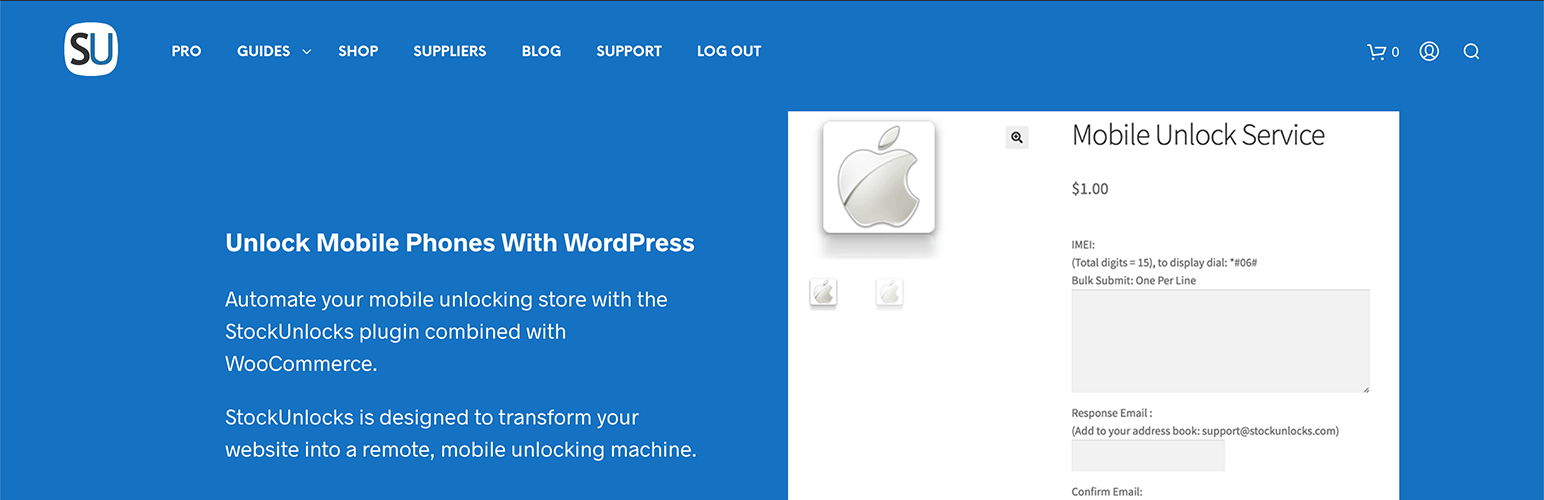 SU
PRO
GUIDES
SHOP
SUPPLIERS
BLOG
SUPPORT
LOG OUT
0
Unlock Mobile Phones With WordPress
Automate your mobile unlocking store with the
StockUnlocks plugin combined with
WooCommerce.
StockUnlocks is designed to transform your
website into a remote, mobile unlocking machine.
Mobile Unlock Service
$1.00
IMEI:
(Total digits = 15), to display dial: *#06#
Bulk Submit: One Per Line
Response Email :
(Add to your address book: support@stockunlocks.com)
Confirm Email: